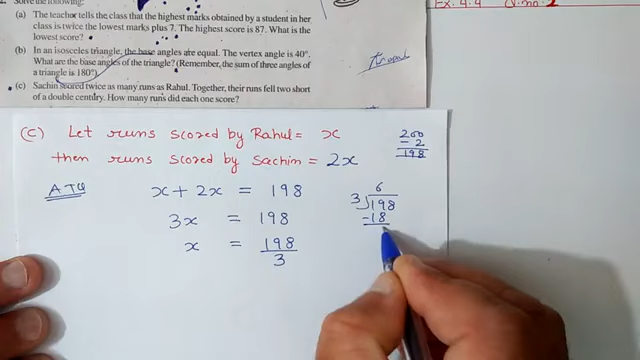 Solve the following:
Ex. 4.4 Q.no. 2
(a) The teacher tells the class that the highest marks obtained by a student in her
class is twice the lowest marks plus 7. The highest score is 87. What is the
lowest score?
(b) In an isosceles triangle, the base angles are equal. The vertex angle is 40°.
What are the base angles of the triangle? (Remember, the sum of three angles of
a triangle is 180°).
(c) Sachin scored twice as many runs as Rahul. Together, their runs fell two short
of a double century. How many runs did each one score?
(c) Let runs scored by Rahul = x
then runs scored by Sachin = 2x
200
- 2
198
ATQ
x + 2x = 198
3x = 198
x = 198
3
6
3)198
-18